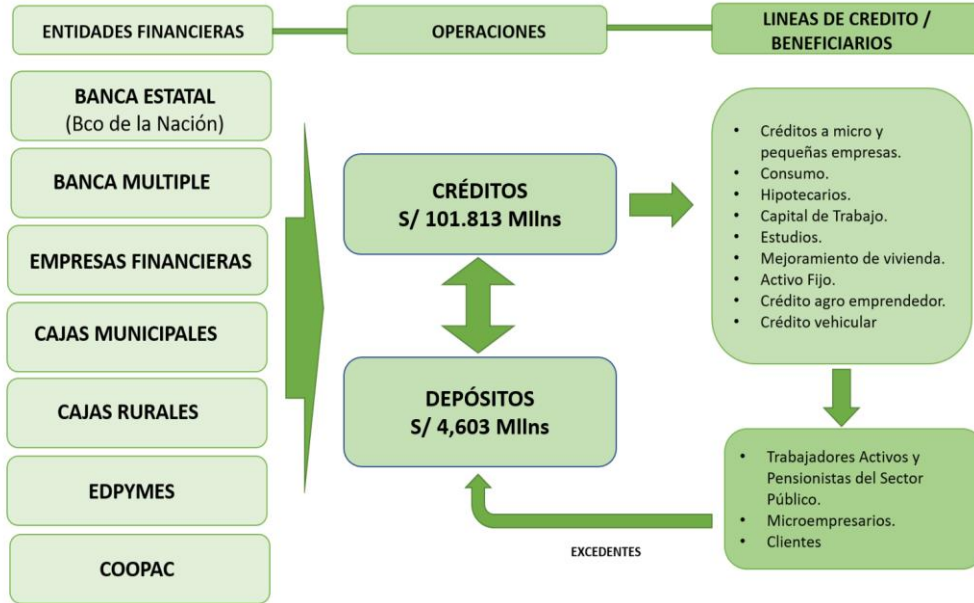 ENTIDADES FINANCIERAS
OPERACIONES
LINEAS DE CREDITO /
BENEFICIARIOS
BANCA ESTATAL
(Bco de la Nación)
BANCA MULTIPLE
EMPRESAS FINANCIERAS
CAJAS MUNICIPALES
CAJAS RURALES
EDPYMES
COOPAC
CRÉDITOS
S/ 101.813 Mllns
DEPÓSITOS
S/ 4,603 Mllns
• Créditos a micro y
pequeñas empresas.
• Consumo.
• Hipotecarios.
• Capital de Trabajo.
• Estudios.
• Mejoramiento de vivienda.
• Activo Fijo.
• Crédito agro emprendedor.
• Crédito vehicular
• Trabajadores Activos y
Pensionistas del Sector
Público.
• Microempresarios.
• Clientes
EXCEDENTES